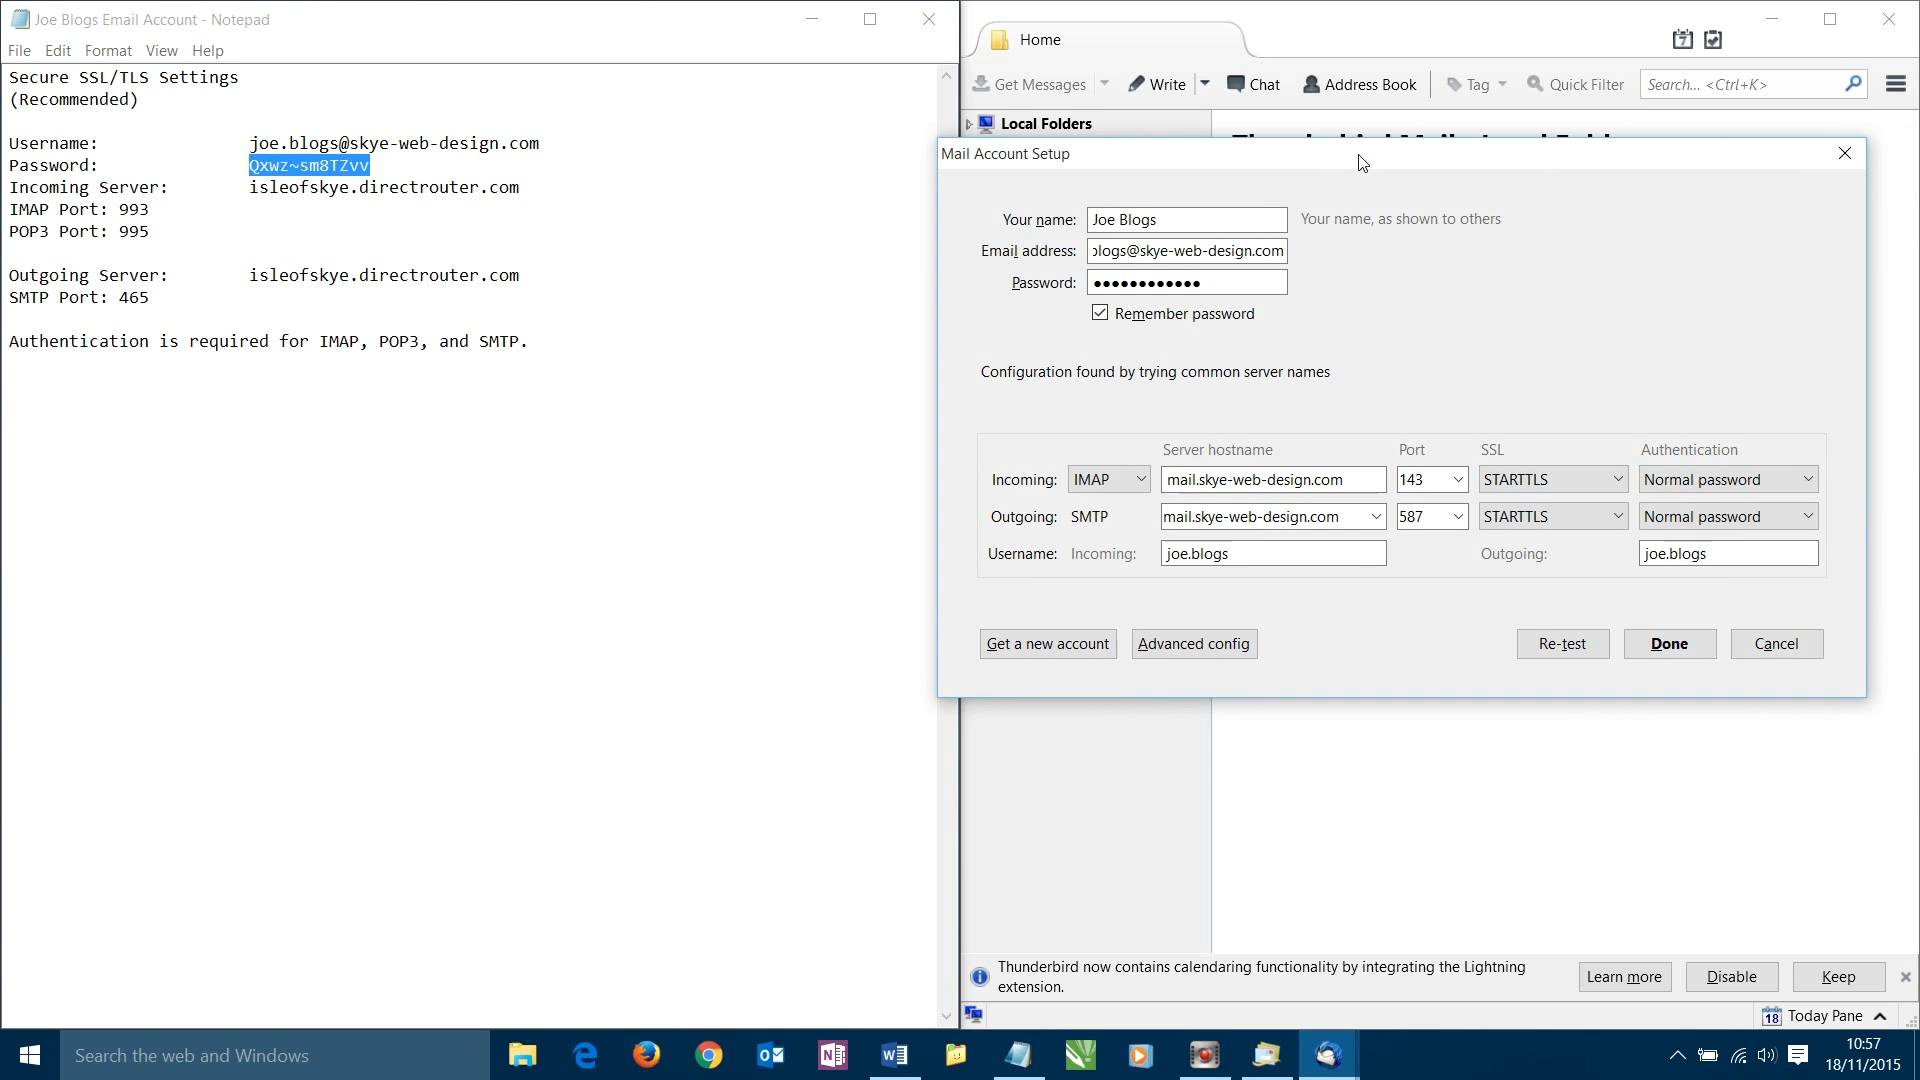 Joe Blogs Email Account - Notepad
File Edit Format View Help
Secure SSL/TLS Settings
(Recommended)
Username: joe.blogs@skye-web-design.com
Password: Qxwz~sm8TZvv
Incoming Server: isleofskye.directrouter.com
IMAP Port: 993
POP3 Port: 995
Outgoing Server: isleofskye.directrouter.com
SMTP Port: 465
Authentication is required for IMAP, POP3, and SMTP.
Home
7
Get Messages Write Chat Address Book Tag Quick Filter Search... <Ctrl+K>
Local Folders
Mail Account Setup
Your name: Joe Blogs Your name, as shown to others
Email address: blogs@skye-web-design.com
Password: ••••••••••••
Remember password
Configuration found by trying common server names
Server hostname Port SSL Authentication
Incoming: IMAP mail.skye-web-design.com 143 STARTTLS Normal password
Outgoing: SMTP mail.skye-web-design.com 587 STARTTLS Normal password
Username: Incoming: joe.blogs Outgoing: joe.blogs
Get a new account Advanced config Re-test Done Cancel
Thunderbird now contains calendaring functionality by integrating the Lightning
extension.
Learn more Disable Keep
18 Today Pane
Search the web and Windows
10:57
18/11/2015